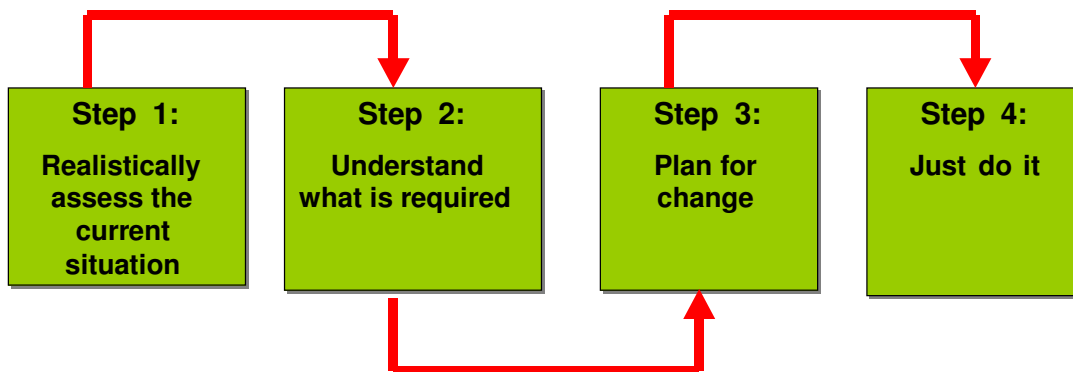 Step 1:
Realistically
assess the
current
situation
Step 2:
Understand
what is required
Step 3:
Plan for
change
Step 4:
Just do it